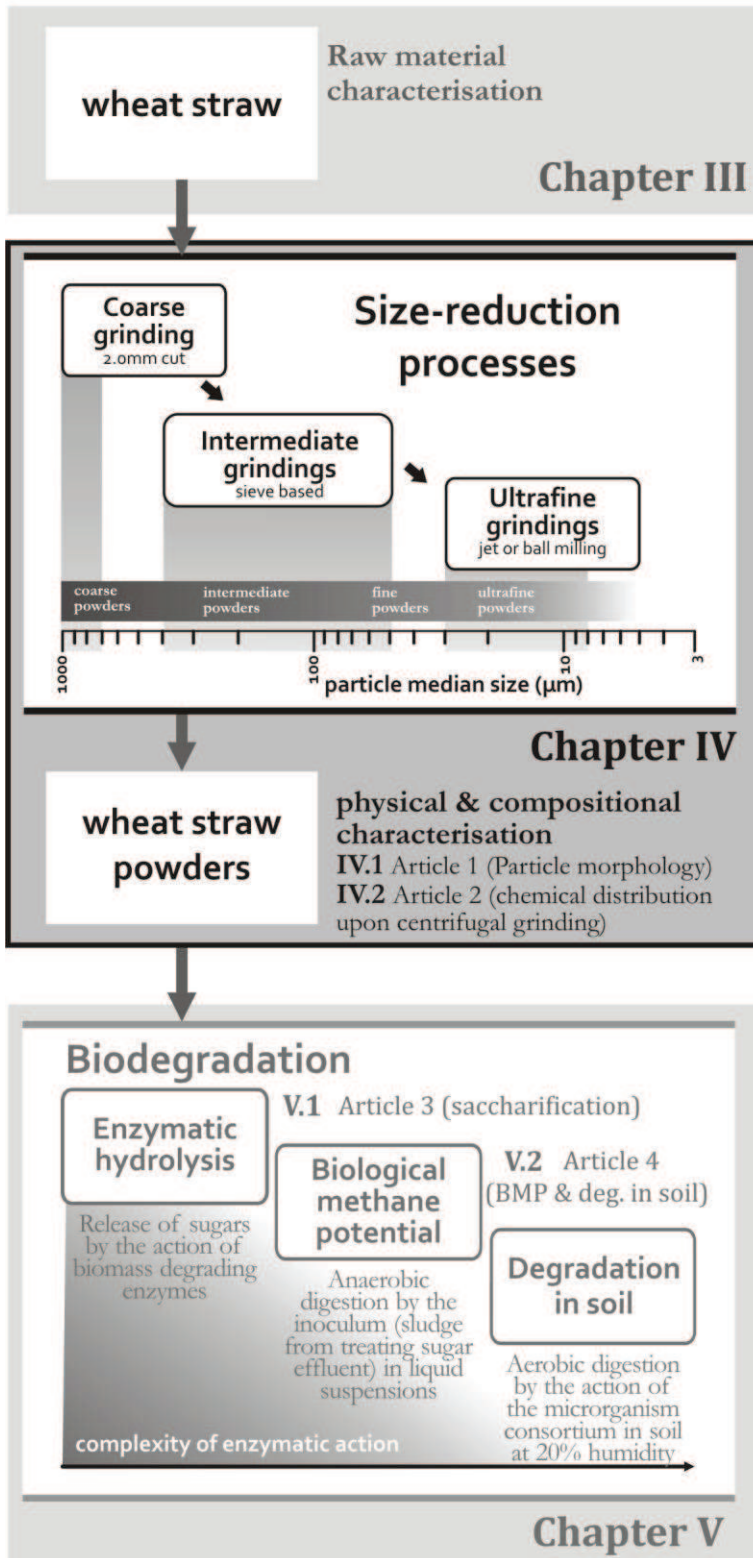 wheat straw
Raw material
characterisation
Chapter III
Coarse
grinding
2.0mm cut
Size-reduction
processes
Intermediate
grindings
sieve based
Ultrafine
grindings
jet or ball milling
coarse
powders
intermediate
powders
fine
powders
ultrafine
powders
1000
100
10
3
particle median size (µm)
Chapter IV
wheat straw
powders
physical & compositional
characterisation
IV.1 Article 1 (Particle morphology)
IV.2 Article 2 (chemical distribution
upon centrifugal grinding)
Biodegradation
Enzymatic
hydrolysis
V.1 Article 3 (saccharification)
Release of sugars
by the action of
biomass degrading
enzymes
Biological
methane
potential
V.2 Article 4
(BMP & deg. in soil)
Anaerobic
digestion by the
inoculum (sludge
from treating sugar
effluent) in liquid
suspensions
Degradation
in soil
Aerobic digestion
by the action of
the microrganism
consortium in soil
at 20% humidity
complexity of enzymatic action
Chapter V